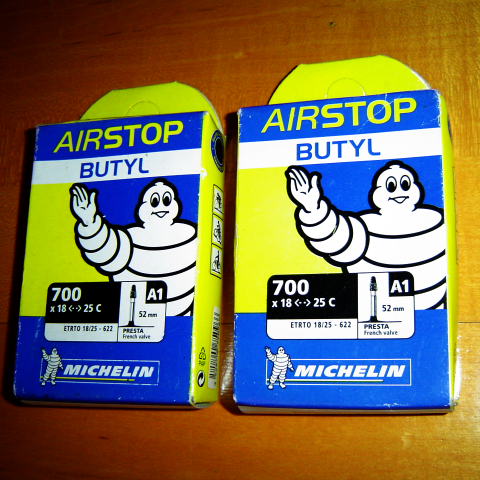 AIRSTOP
BUTYL
700
x 18 <-> 25 C
A1
52 mm
ETRTO 18/25 - 622
PRESTA
French valve
MICHELIN
AIRSTOP
BUTYL
700
x 18 <-> 25 C
A1
52 mm
ETRTO 18/25 - 622
PRESTA
French valve
MICHELIN